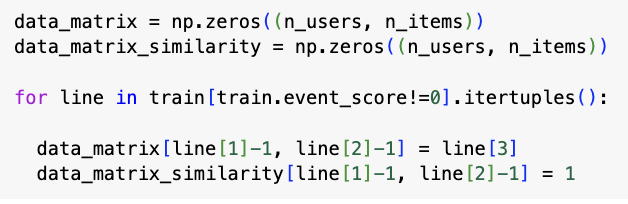 data_matrix = np.zeros((n_users, n_items))
data_matrix_similarity = np.zeros((n_users, n_items))
for line in train[train.event_score!=0].itertuples():
data_matrix[line[1]-1, line[2]-1] = line[3]
data_matrix_similarity[line[1]-1, line[2]-1] = 1